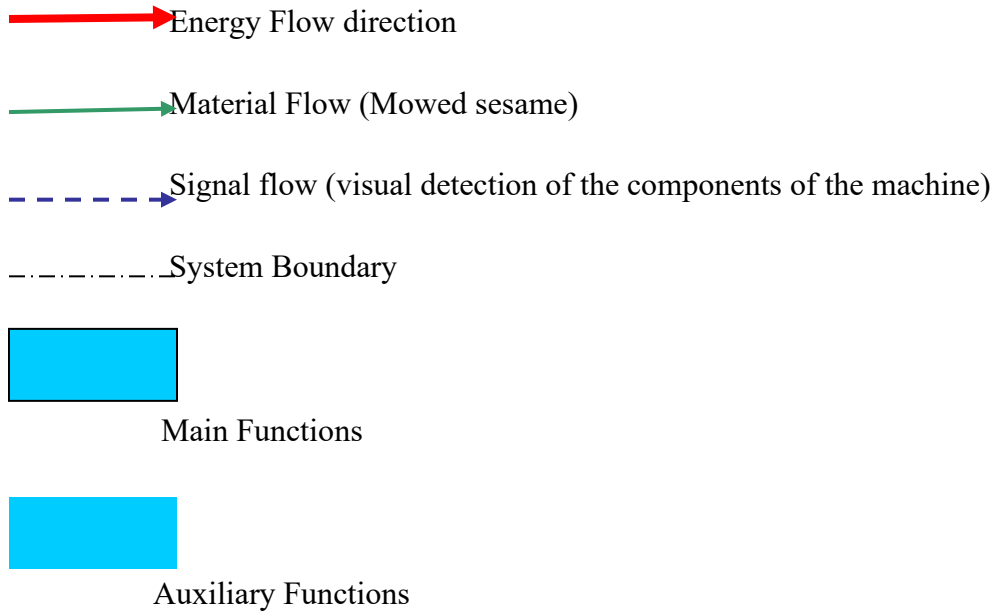 Energy Flow direction
Material Flow (Mowed sesame)
Signal flow (visual detection of the components of the machine)
System Boundary
Main Functions
Auxiliary Functions